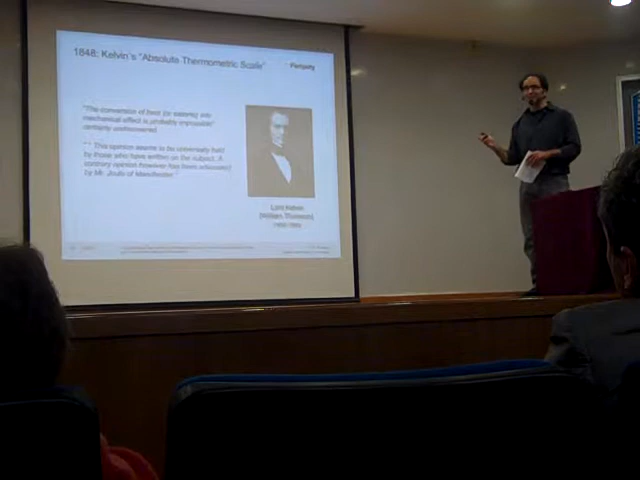 1848: Kelvin's "Absolute Thermometric Scale"
"The conversion of heat (or caloric) into
mechanical effect is probably impossible*
certainly undiscovered
"* This opinion seems to be universally held
by those who have written on the subject. A
contrary opinion however has been advocated
by Mr. Joule of Manchester"
Lord Kelvin
[William Thomson]